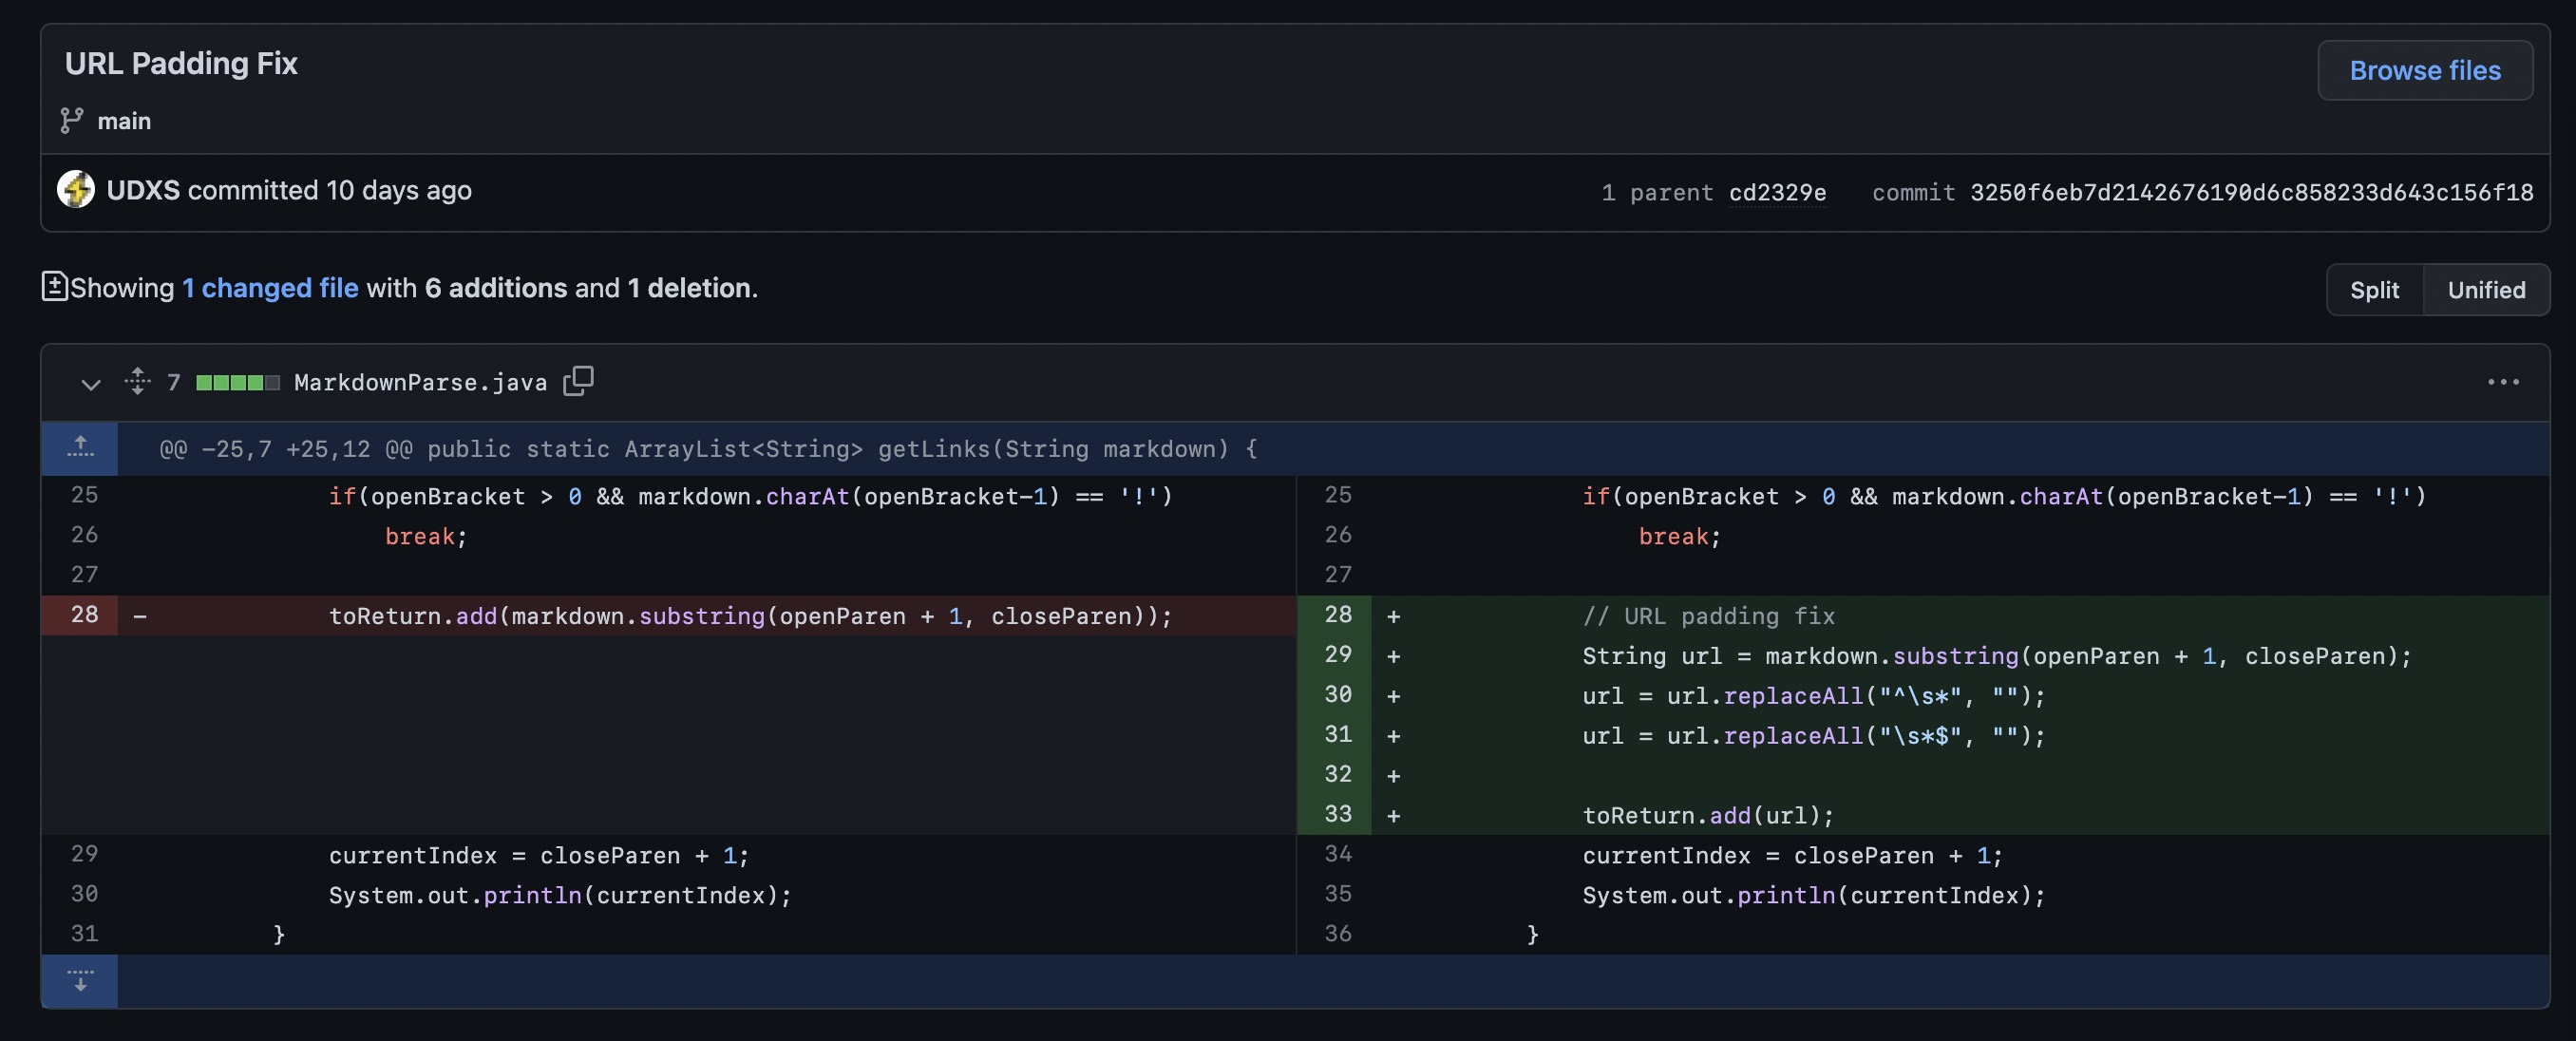 URL Padding Fix
Browse files
main
UDXS committed 10 days ago
1 parent cd2329e commit 3250f6eb7d2142676190d6c858233d643c156f18
Showing 1 changed file with 6 additions and 1 deletion.
Split Unified
7 MarkdownParse.java
@@ -25,7 +25,12 @@ public static ArrayList<String> getLinks(String markdown) {
25 if(openBracket > 0 && markdown.charAt(openBracket-1) == '!')
26 break;
27
28 - toReturn.add(markdown.substring(openParen + 1, closeParen));
29 currentIndex = closeParen + 1;
30 System.out.println(currentIndex);
31 }
25 if(openBracket > 0 && markdown.charAt(openBracket-1) == '!')
26 break;
27
28 + // URL padding fix
29 + String url = markdown.substring(openParen + 1, closeParen);
30 + url = url.replaceAll("^\s*", "");
31 + url = url.replaceAll("\s*$", "");
32 +
33 + toReturn.add(url);
34 currentIndex = closeParen + 1;
35 System.out.println(currentIndex);
36 }